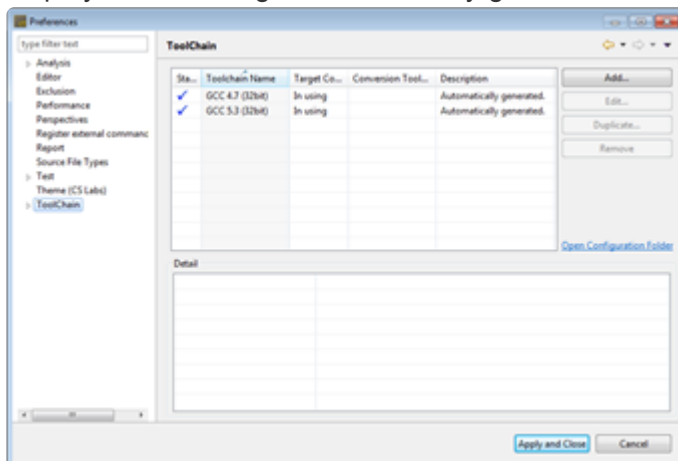 Preferences
type filter text
Analysis
Editor
Exclusion
Performance
Perspectives
Register external commanc
Report
Source File Types
Test
Theme (CS Labs)
ToolChain
ToolChain
Sta... Toolchain Name Target Co... Conversion Tool... Description
GCC 4.7 (32bit) In using Automatically generated.
GCC 5.3 (32bit) In using Automatically generated.
Add...
Edit...
Duplicate...
Remove
Open Configuration Folder
Detail
Apply and Close Cancel